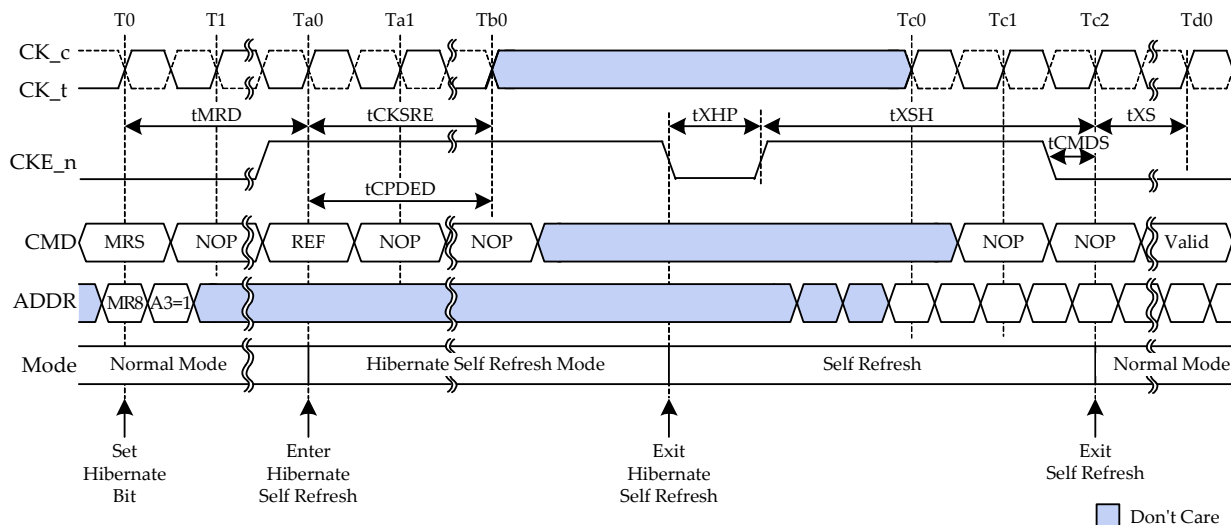 T0 T1 Ta0 Ta1 Tb0 Tc0 Tc1 Tc2 Td0
CK_c
CK_t
tMRD tCKSRE tXHP tXSH tXS
CKE_n tCMDS
tCPDED
CMD MRS NOP REF NOP NOP NOP NOP Valid
ADDR MR8 A3=1
Mode Normal Mode Hibernate Self Refresh Mode Self Refresh Normal Mode
Set Enter Exit Exit
Hibernate Hibernate Hibernate Self Refresh
Bit Self Refresh Self Refresh
Don't Care